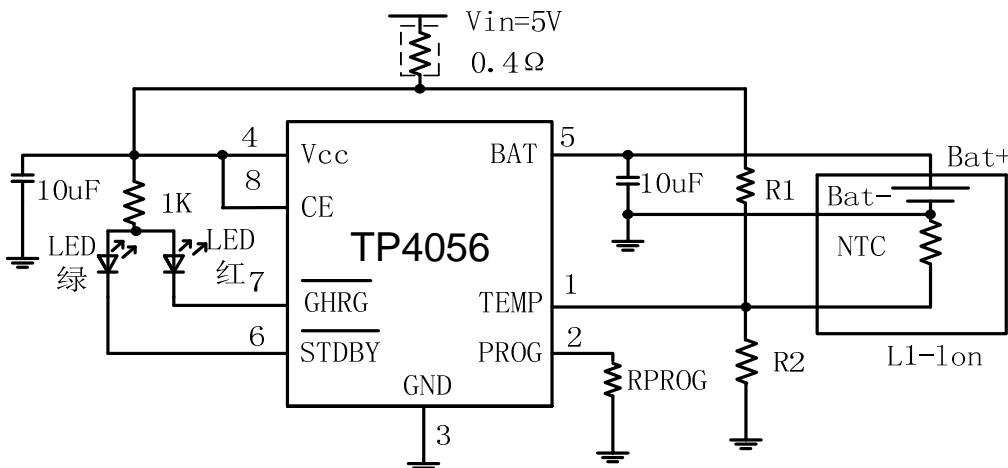 Vin=5V
0.4Ω
4
Vcc
BAT
5
Bat+
10uF
8
10uF
R1
Bat-
1K
CE
LED
LED
TP4056
NTC
绿
红
7
GHRG
TEMP
1
6
STDBY
PROG
2
R2
L1-lon
RPROG
GND
3